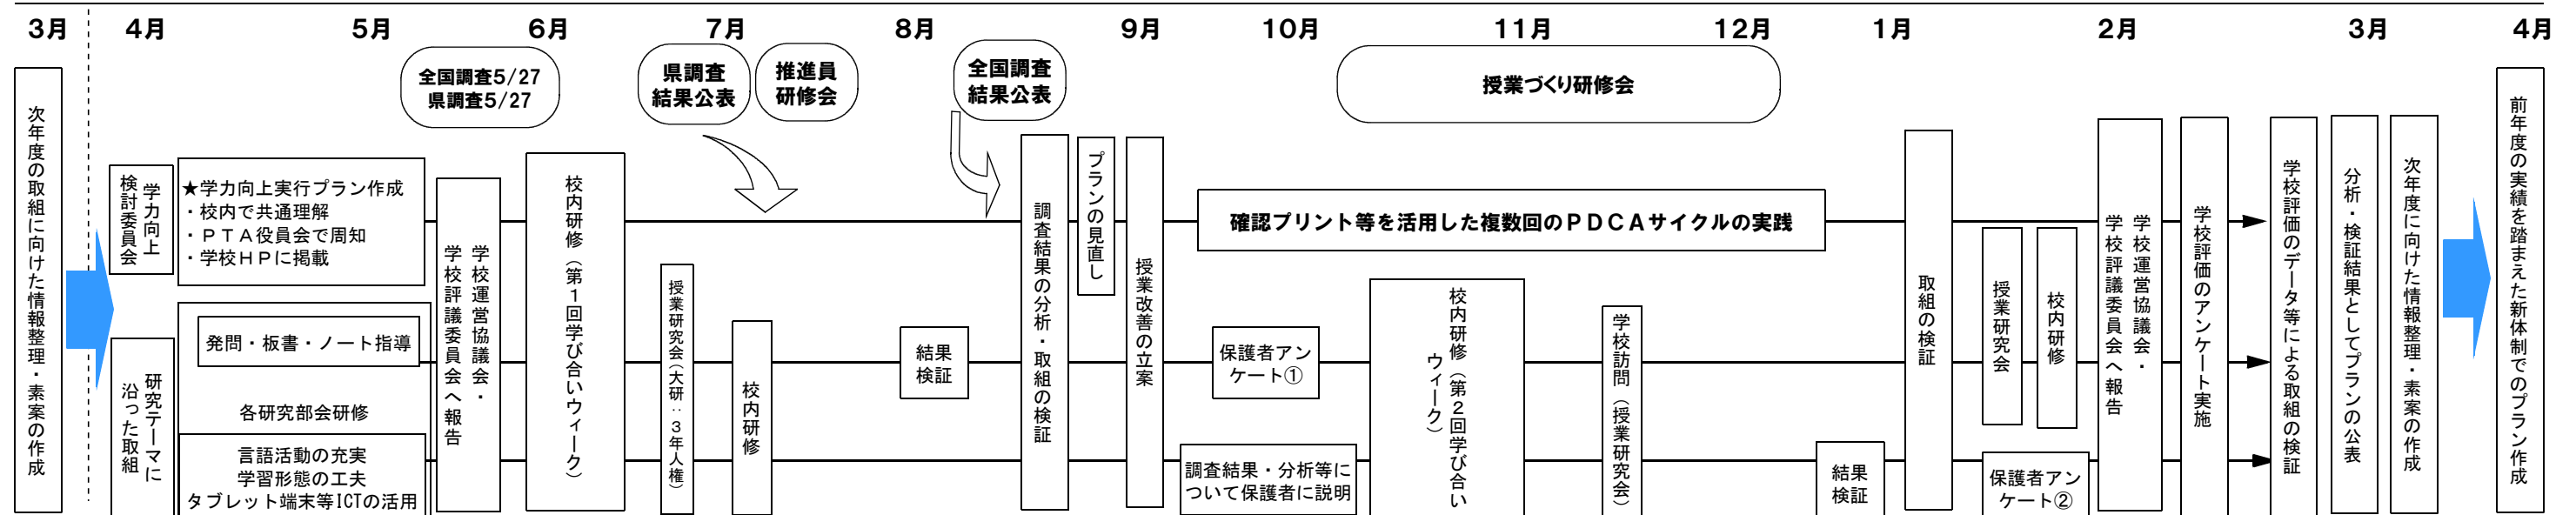 3月 4月 5月 6月 7月 8月 9月 10月 11月 12月 1月 2月 3月 4月
全国調査5/27
県調査5/27
県調査
結果公表
推進員
研修会
全国調査
結果公表
授業づくり研修会
次年度の取組に向けた情報整理・素案の作成
学力向上
検討委員会
★学力向上実行プラン作成
・校内で共通理解
・ＰＴＡ役員会で周知
・学校ＨＰに掲載
研究テーマに
沿った取組
発問・板書・ノート指導
各研究部会研修
言語活動の充実
学習形態の工夫
タブレット端末等ICTの活用
学校運営協議会・
学校評議委員会へ報告
校内研修（第１回学び合いウィーク）
授業研究会（大研：３年人権）
校内研修
結果
検証
調査結果の分析・取組の検証
プランの見直し
授業改善の立案
確認プリント等を活用した複数回のＰＤＣＡサイクルの実践
保護者アン
ケート①
調査結果・分析等に
ついて保護者に説明
校内研修（第２回学び合い
ウィーク）
学校訪問（授業研究会）
結果
検証
取組の検証
授業研究会
校内研修
保護者アン
ケート②
学校運営協議会・
学校評議委員会へ報告
学校評価のアンケート実施
学校評価のデータ等による取組の検証
分析・検証結果としてプランの公表
次年度に向けた情報整理・素案の作成
前年度の実績を踏まえた新体制でのプラン作成